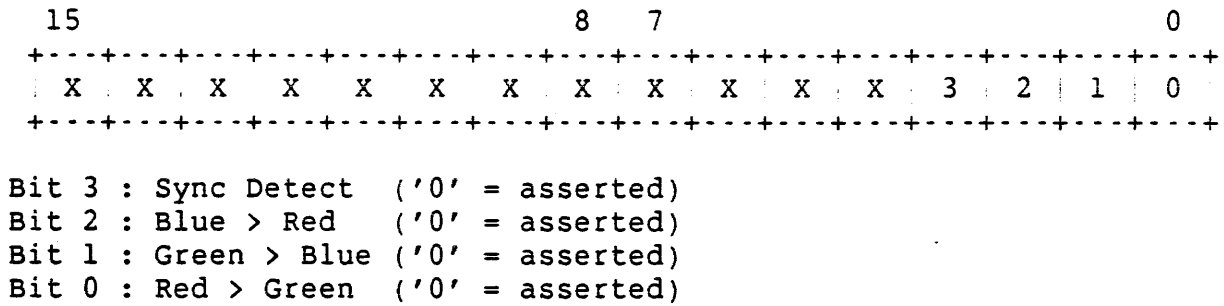 15 8 7 0
+---+---+---+---+---+---+---+---+---+---+---+---+---+---+---+---+
| X | X | X X X X X | X | X | X | X | X | 3 | 2 | 1 | 0
+---+---+---+---+---+---+---+---+---+---+---+---+---+---+---+---+
Bit 3 : Sync Detect ('0' = asserted)
Bit 2 : Blue > Red ('0' = asserted)
Bit 1 : Green > Blue ('0' = asserted)
Bit 0 : Red > Green ('0' = asserted)